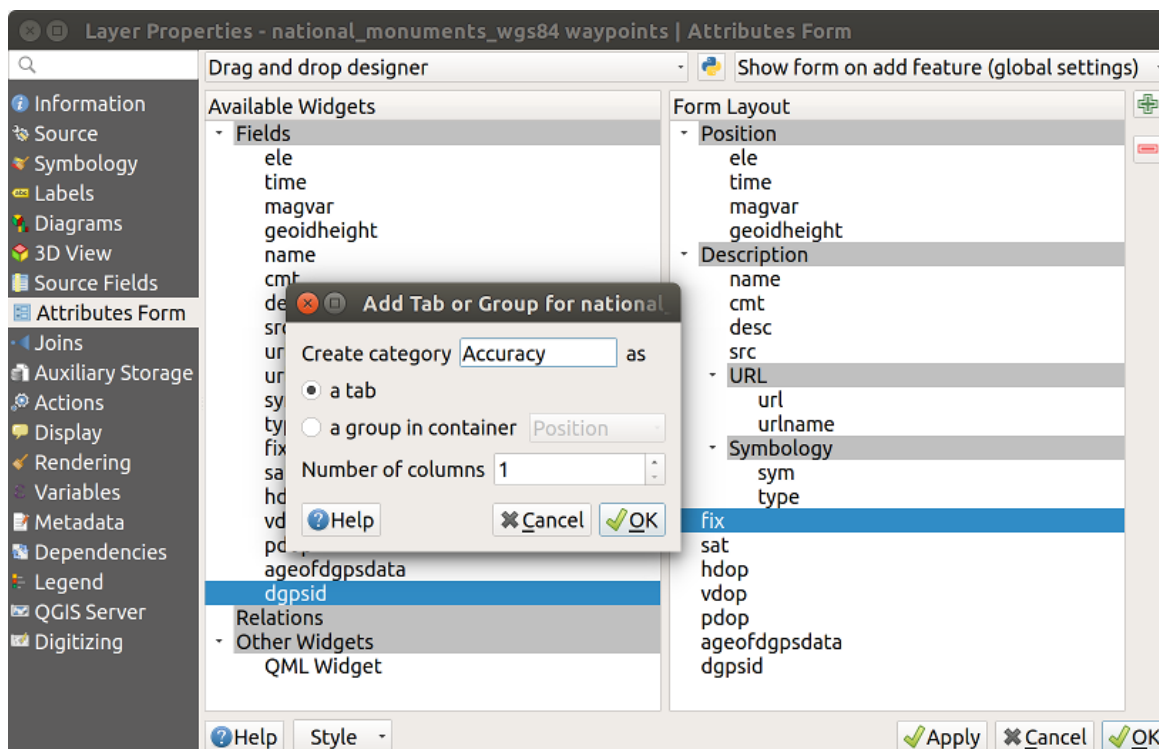 Layer Properties - national_monuments_wgs84 waypoints | Attributes Form
Drag and drop designer
Show form on add feature (global settings)
Information
Source
Symbology
Labels
Diagrams
3D View
Source Fields
Attributes Form
Joins
Auxiliary Storage
Actions
Display
Rendering
Variables
Metadata
Dependencies
Legend
QGIS Server
Digitizing
Available Widgets
Fields
ele
time
magvar
geoidheight
name
cmt
ageofdgpsdata
dgpsid
Relations
Other Widgets
QML Widget
Add Tab or Group for national_
Create category Accuracy as
a tab
a group in container Position
Number of columns 1
Help Cancel OK
Form Layout
Position
ele
time
magvar
geoidheight
Description
name
cmt
desc
src
URL
url
urlname
Symbology
sym
type
fix
sat
hdop
vdop
pdop
ageofdgpsdata
dgpsid
Help Style Apply Cancel OK